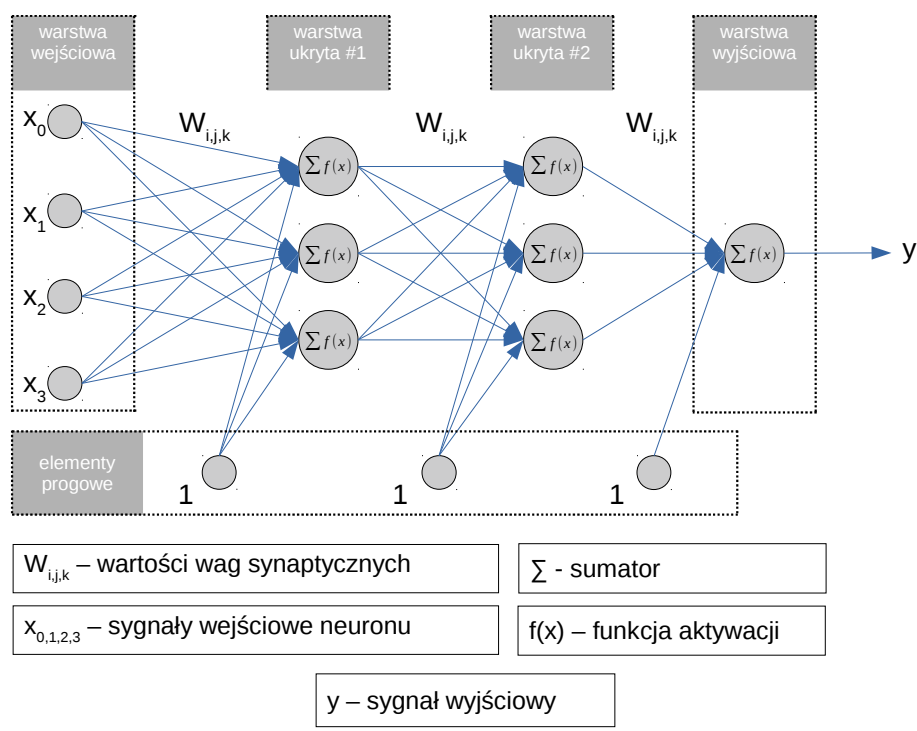 warstwa
wejściowa
warstwa
ukryta #1
warstwa
ukryta #2
warstwa
wyjściowa
x0
Wi,j,k
Wi,j,k
Wi,j,k
∑ f(x)
∑ f(x)
x1
∑ f(x)
∑ f(x)
∑ f(x)
y
x2
∑ f(x)
∑ f(x)
x3
elementy
progowe
1
1
1
Wi,j,k – wartości wag synaptycznych
∑ - sumator
x0,1,2,3 – sygnały wejściowe neuronu
f(x) – funkcja aktywacji
y – sygnał wyjściowy